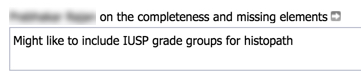 on the completeness and missing elements
Might like to include IUSP grade groups for histopath